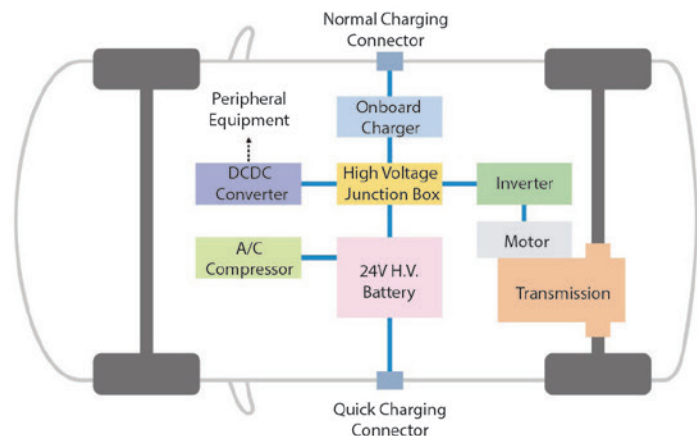 Normal Charging
Connector
Peripheral
Equipment
Onboard
Charger
DCDC
Converter
High Voltage
Junction Box
Inverter
A/C
Compressor
24V H.V.
Battery
Motor
Transmission
Quick Charging
Connector